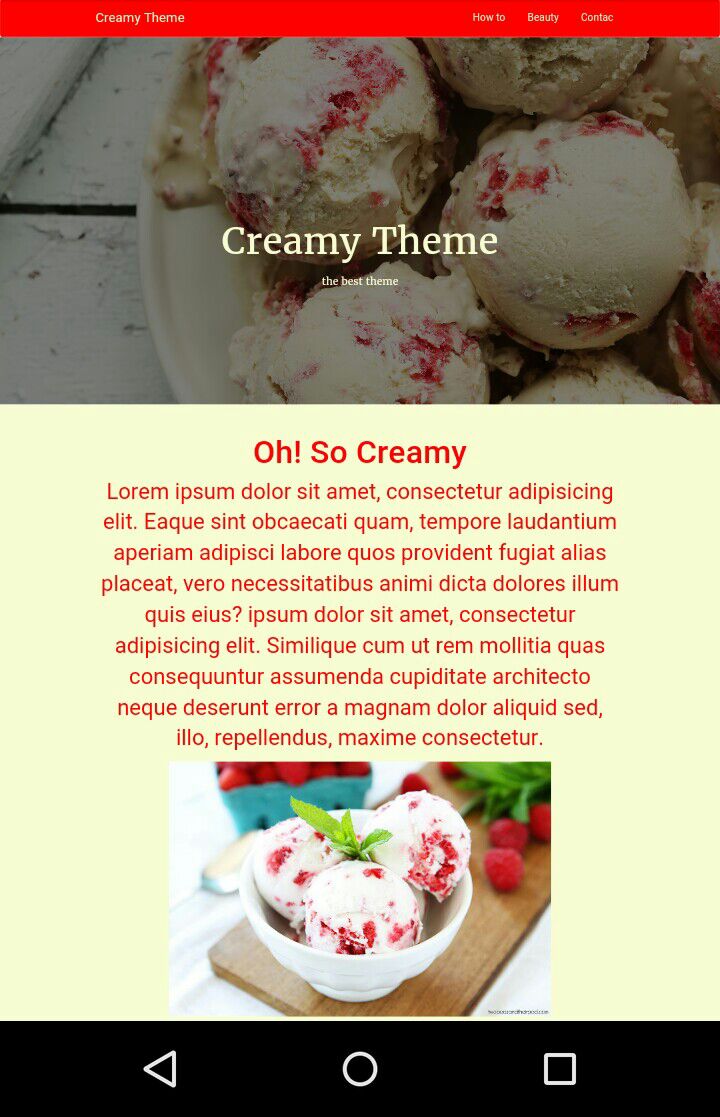 Creamy Theme
How to Beauty Contac
Creamy Theme
the best theme
Oh! So Creamy
Lorem ipsum dolor sit amet, consectetur adipisicing
elit. Eaque sint obcaecati quam, tempore laudantium
aperiam adipisci labore quos provident fugiat alias
placeat, vero necessitatibus animi dicta dolores illum
quis eius? ipsum dolor sit amet, consectetur
adipisicing elit. Similique cum ut rem mollitia quas
consequuntur assumenda cupiditate architecto
neque deserunt error a magnam dolor aliquid sed,
illo, repellendus, maxime consectetur.